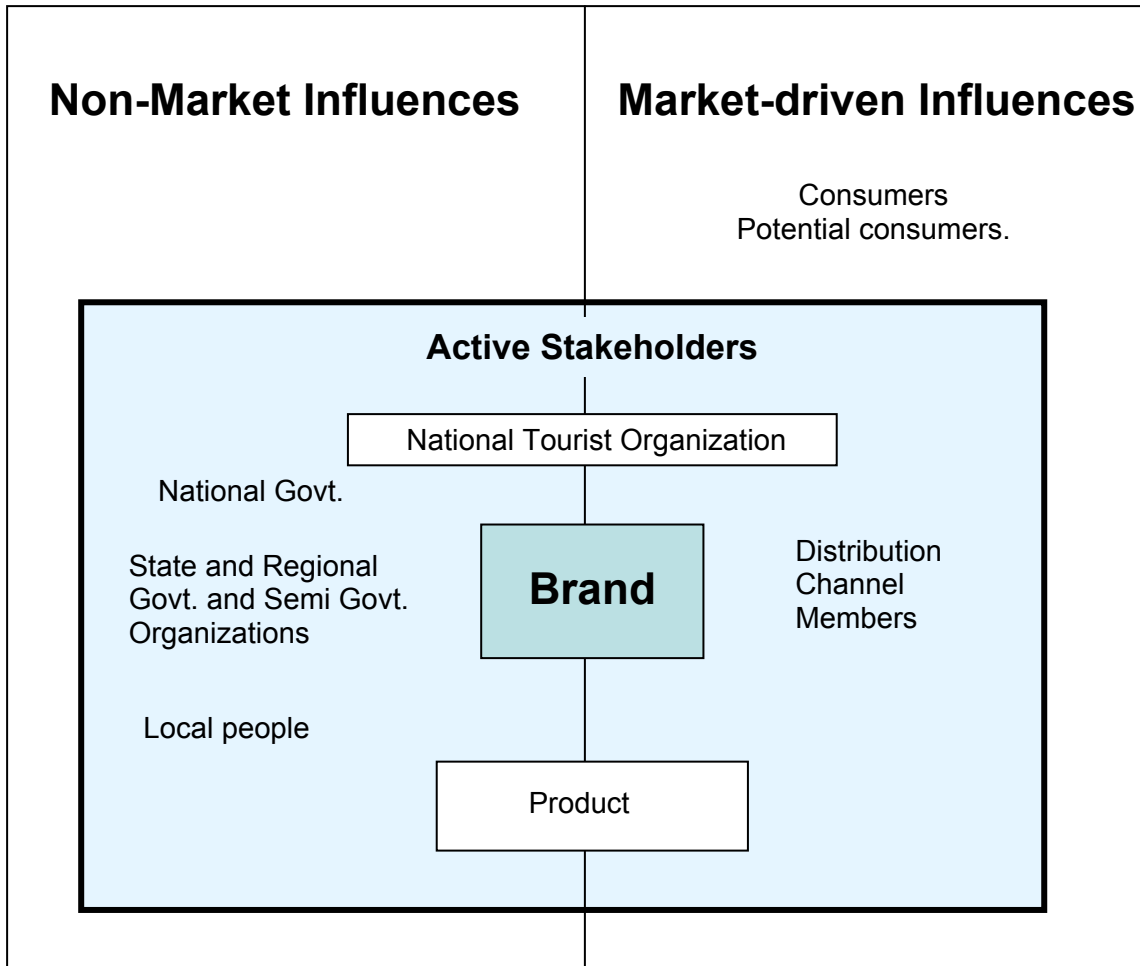 Non-Market Influences
Market-driven Influences
Consumers
Potential consumers.
Active Stakeholders
National Tourist Organization
National Govt.
State and Regional
Govt. and Semi Govt.
Organizations
Brand
Distribution
Channel
Members
Local people
Product